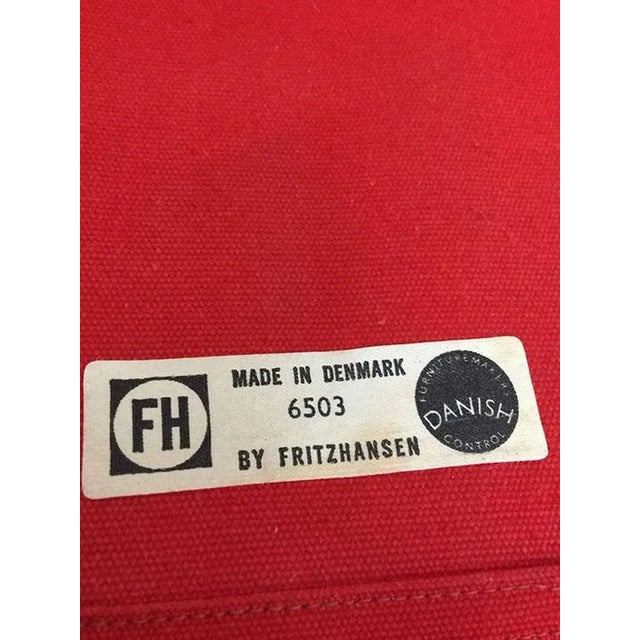 FH
MADE IN DENMARK
6503
BY FRITZHANSEN
FURNITUREMAKERS
DANISH
CONTROL